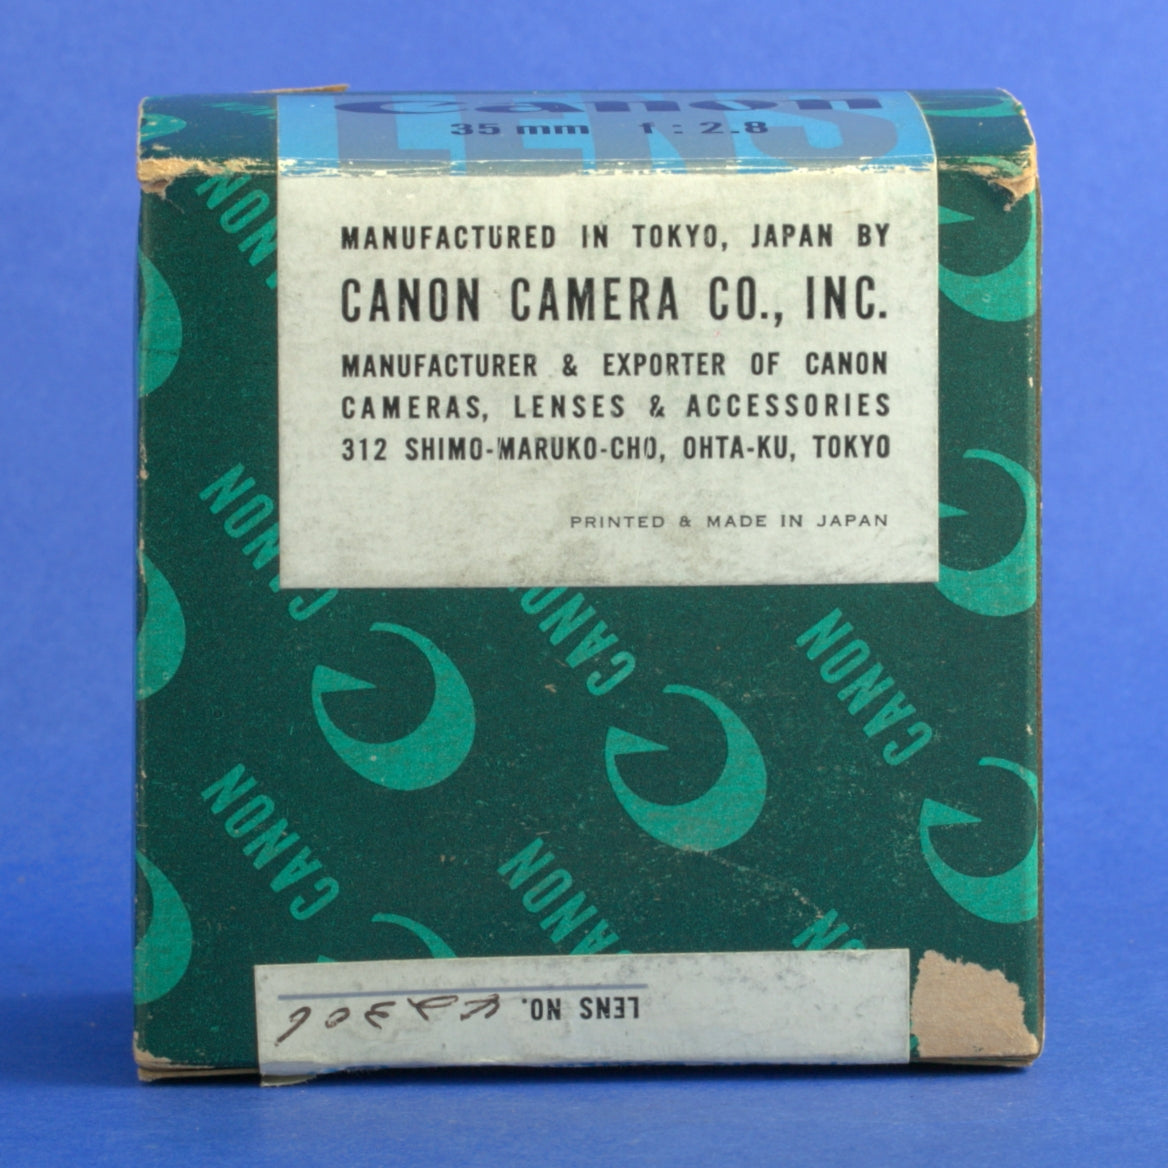 Canon
LENS
35 mm f : 2.8
MANUFACTURED IN TOKYO, JAPAN BY
CANON CAMERA CO., INC.
MANUFACTURER & EXPORTER OF CANON
CAMERAS, LENSES & ACCESSORIES
312 SHIMO-MARUKO-CHO, OHTA-KU, TOKYO
PRINTED & MADE IN JAPAN
CANON
CANON
CANON
CANON
CANON
LENS NO.